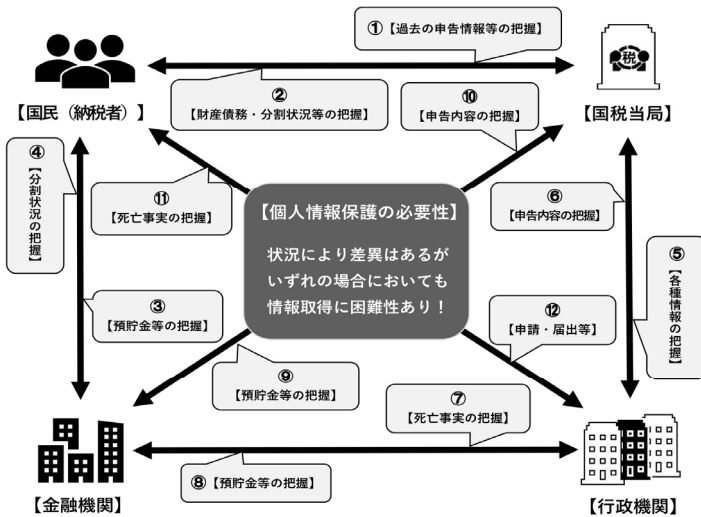 ①【過去の申告情報等の把握】
税
【国民（納税者）】
②
【財産債務・分割状況等の把握】
⑩
【申告内容の把握】
【国税当局】
④
【分割状況の把握】
⑪
【死亡事実の把握】
【個人情報保護の必要性】
状況により差異はあるが
いずれの場合においても
情報取得に困難性あり！
⑥
【申告内容の把握】
⑤
【各種情報の把握】
③
【預貯金等の把握】
⑫
【申請・届出等】
⑨
【預貯金等の把握】
⑦
【死亡事実の把握】
⑧【預貯金等の把握】
【金融機関】
【行政機関】